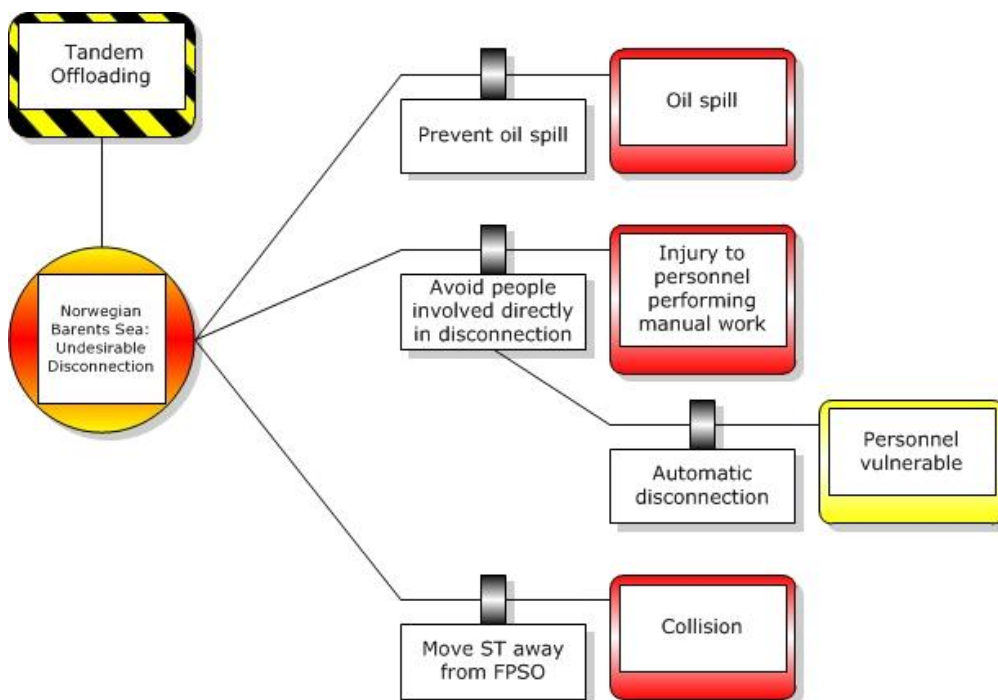 Tandem
Offloading
Prevent oil spill
Oil spill
Norwegian
Barents Sea:
Undesirable
Disconnection
Avoid people
involved directly
in disconnection
Injury to
personnel
performing
manual work
Automatic
disconnection
Personnel
vulnerable
Move ST away
from FPSO
Collision